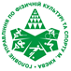 ГОЛОВНЕ УПРАВЛІННЯ ПО ФІЗИЧНІЙ КУЛЬТУРІ ТА СПОРТУ М. КИЄВА